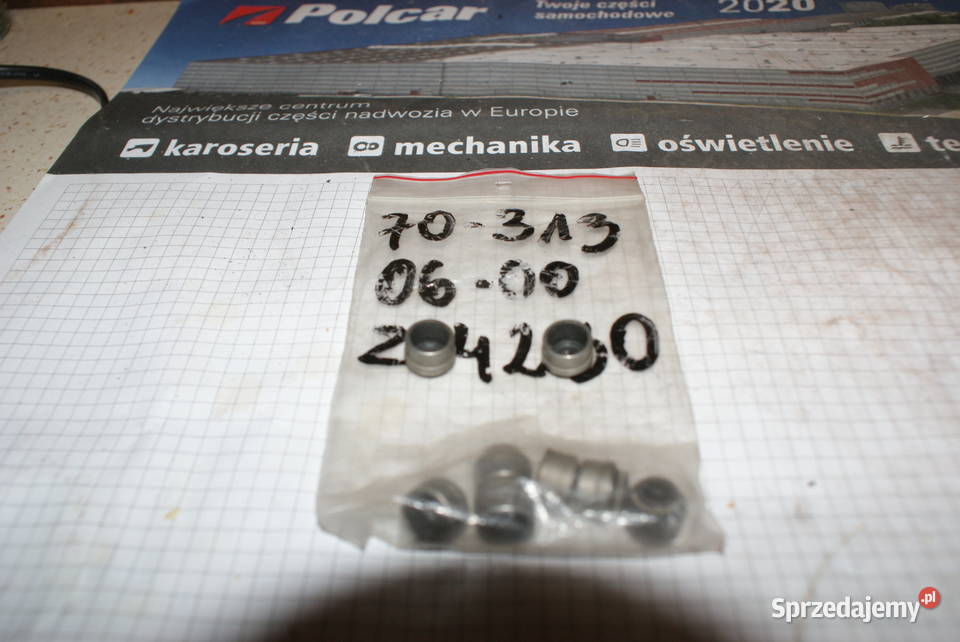 Polcar
Twoje części
samochodowe
2020
Największe centrum
dystrybucji części nadwozia w Europie
karoseria
mechanika
oświetlenie
70-313
06-00
Sprzedajemy.pl